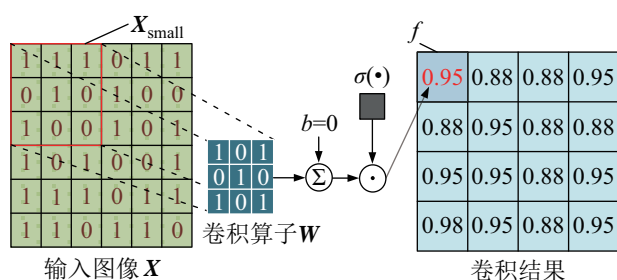 X_small
f
σ(•)
b=0
Σ
1 1 1 0 1 1
0 1 0 1 0 0
1 0 0 1 0 1
1 0 1 0 0 1
1 1 1 0 1 1
1 1 0 1 1 0
1 0 1
0 1 0
1 0 1
0.95 0.88 0.88 0.95
0.88 0.95 0.88 0.88
0.95 0.95 0.88 0.95
0.98 0.95 0.88 0.95
卷积算子W
输入图像 X
卷积结果